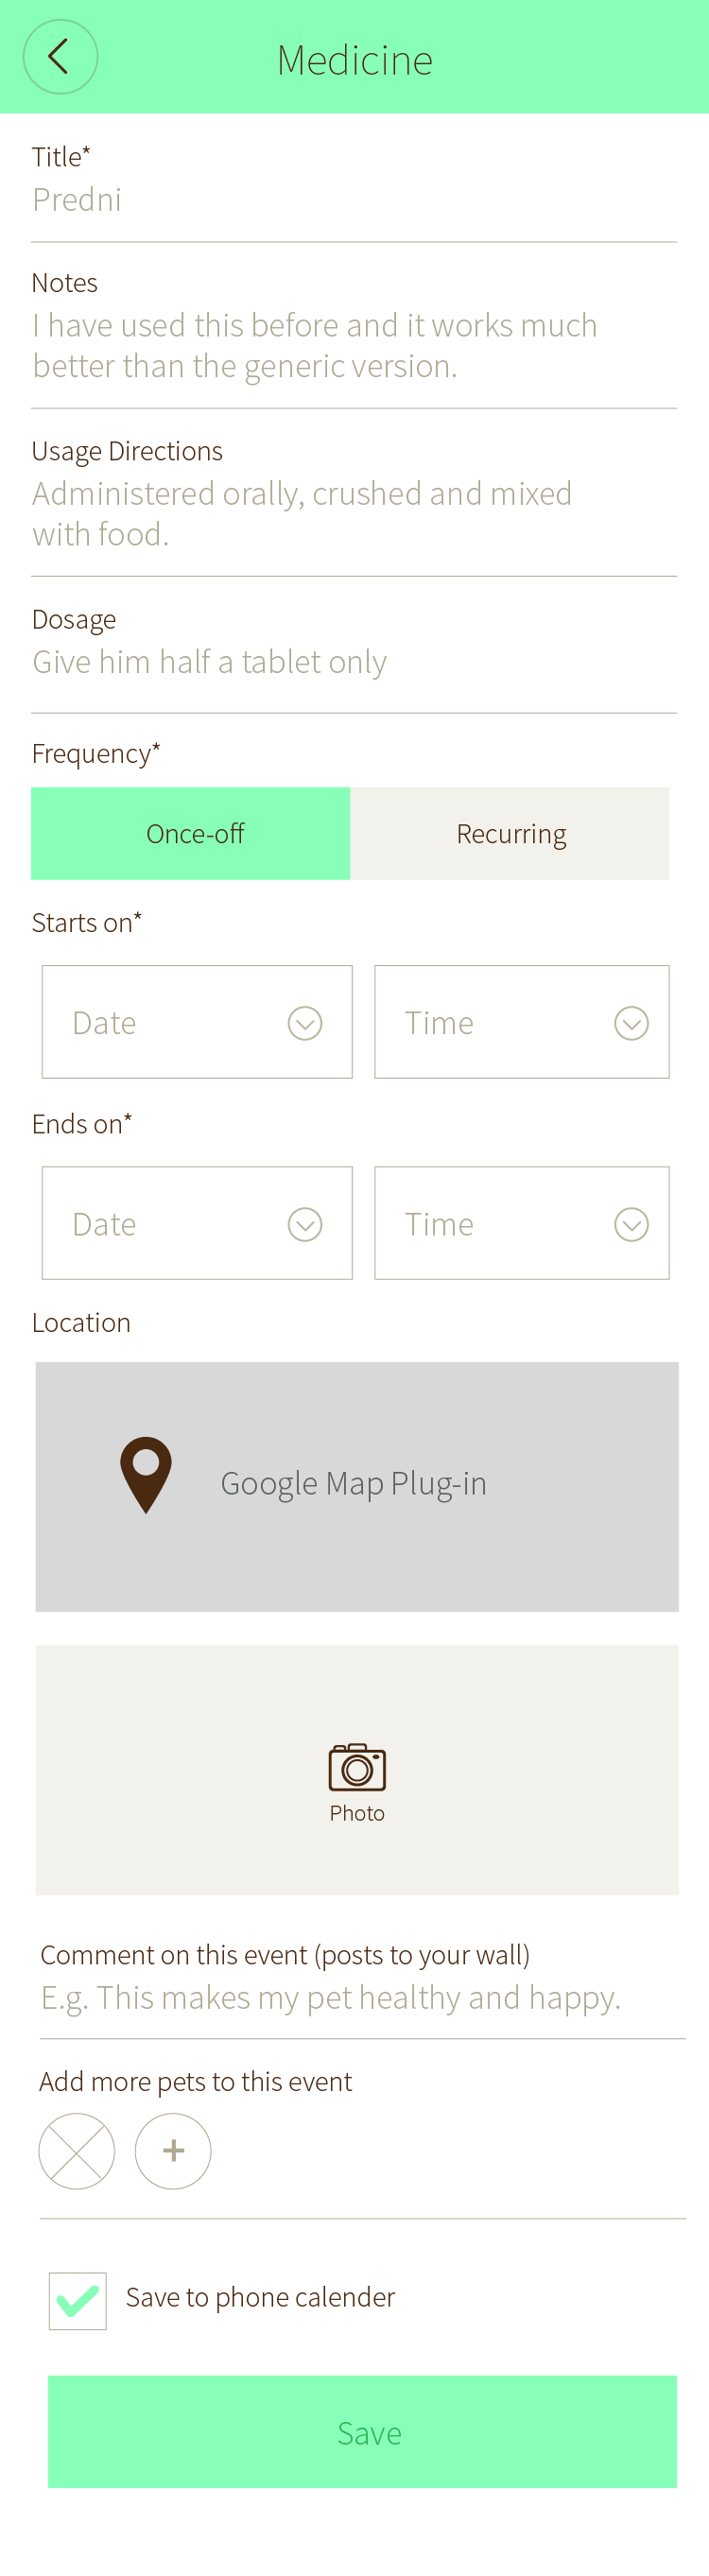 Medicine
Title*
Predni
Notes
I have used this before and it works much
better than the generic version.
Usage Directions
Administered orally, crushed and mixed
with food.
Dosage
Give him half a tablet only
Frequency*
Once-off Recurring
Starts on*
Date Time
Ends on*
Date Time
Location
Google Map Plug-in
Photo
Comment on this event (posts to your wall)
E.g. This makes my pet healthy and happy.
Add more pets to this event
+
Save to phone calender
Save